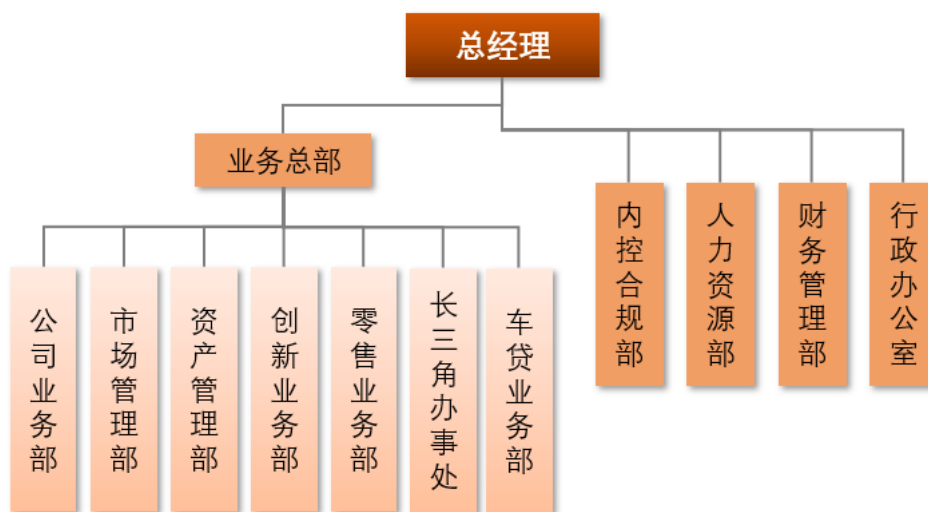 总经理
业务总部
内控合规部
人力资源部
财务管理部
行政办公室
公司业务部
市场管理部
资产管理部
创新业务部
零售业务部
长三角办事处
车贷业务部